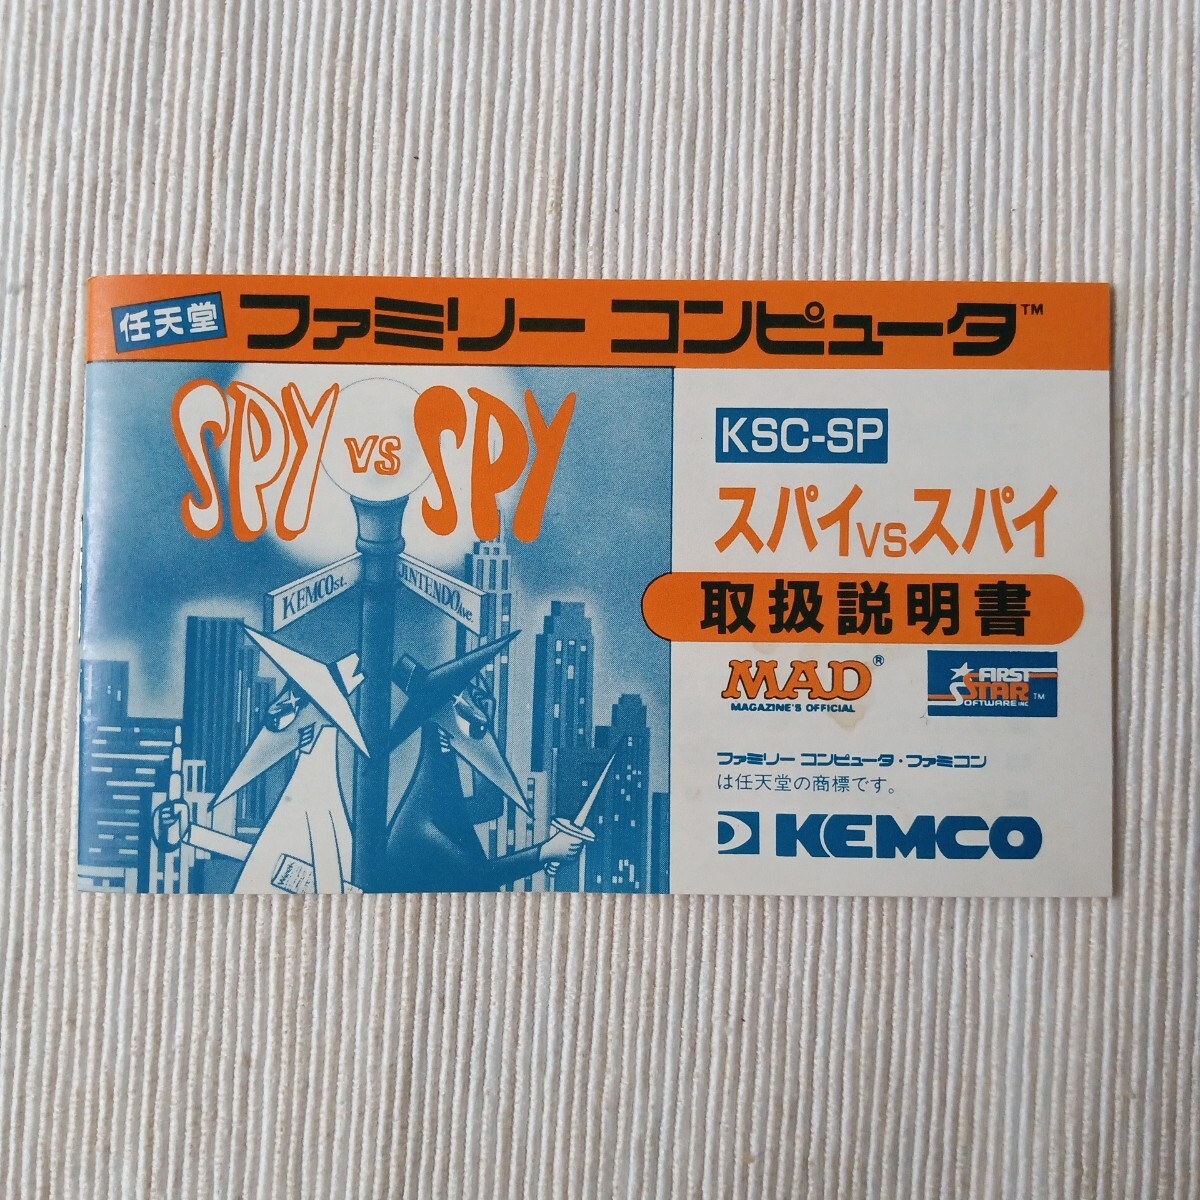 任天堂 ファミリー コンピュータ™
SPY VS SPY
KEMCO st.
NINTENDO Ave.
KSC-SP
スパイVSスパイ
取扱説明書
MAD®
MAGAZINE'S OFFICIAL
FIRST
STAR™
SOFTWARE INC
ファミリー コンピュータ・ファミコン
は任天堂の商標です。
KEMCO